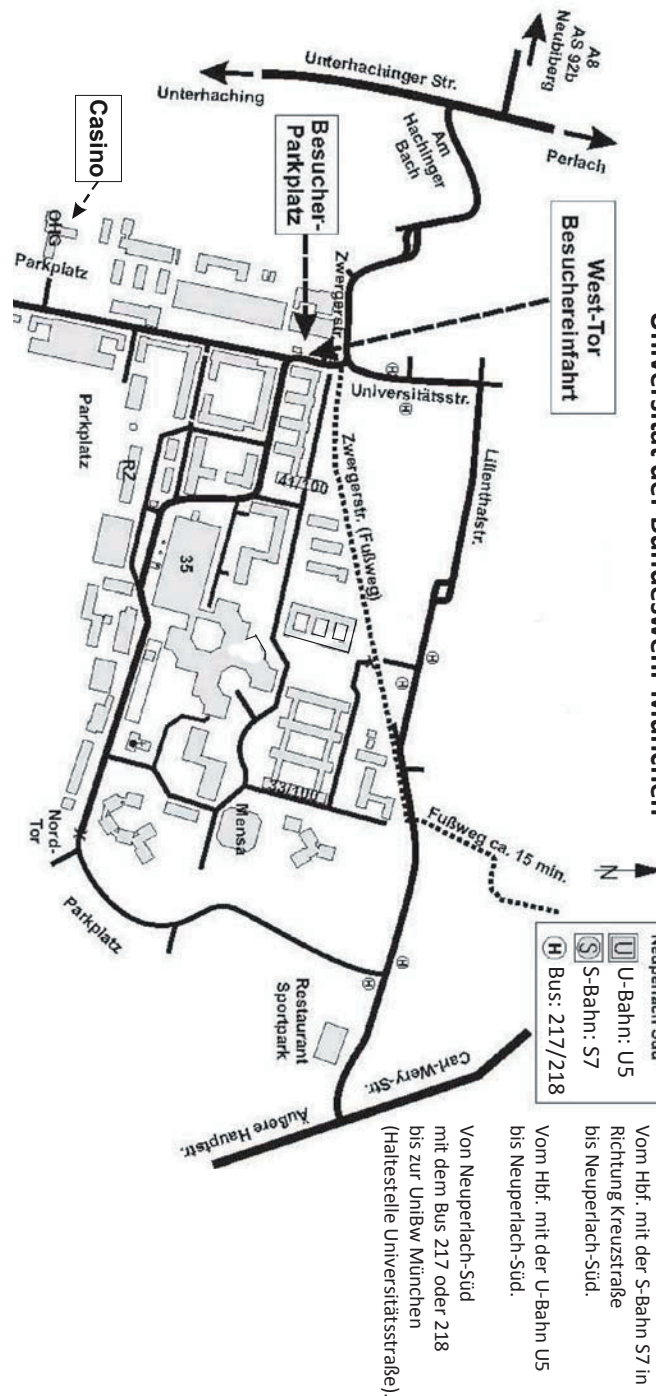 Universität der Bundeswehr München
A8
AS 92b
Neubiberg
Unterhachinger Str.
Unterhaching
Perlach
Am
Hachinger
Bach
West-Tor
Besuchereinfahrt
Besucher-
Parkplatz
Casino
OHG
Parkplatz
Zwergerstr.
Universitätsstr.
Lilienthalstr.
Zwergerstr. (Fußweg)
Parkplatz
RZ
41/100
35
33/100
Mensa
Nord-
Tor
Parkplatz
Fußweg ca. 15 min.
N
Restaurant
Sportpark
Carl-Wery-Str.
Äußere Hauptstr.
H
H
H
H
H
H
Neuperlach Süd
U U-Bahn: U5
S S-Bahn: S7
H Bus: 217/218
Vom Hbf. mit der S-Bahn S7 in
Richtung Kreuzstraße
bis Neuperlach-Süd.
Vom Hbf. mit der U-Bahn U5
bis Neuperlach-Süd.
Von Neuperlach-Süd
mit dem Bus 217 oder 218
bis zur UniBw München
(Haltestelle Universitätsstraße).